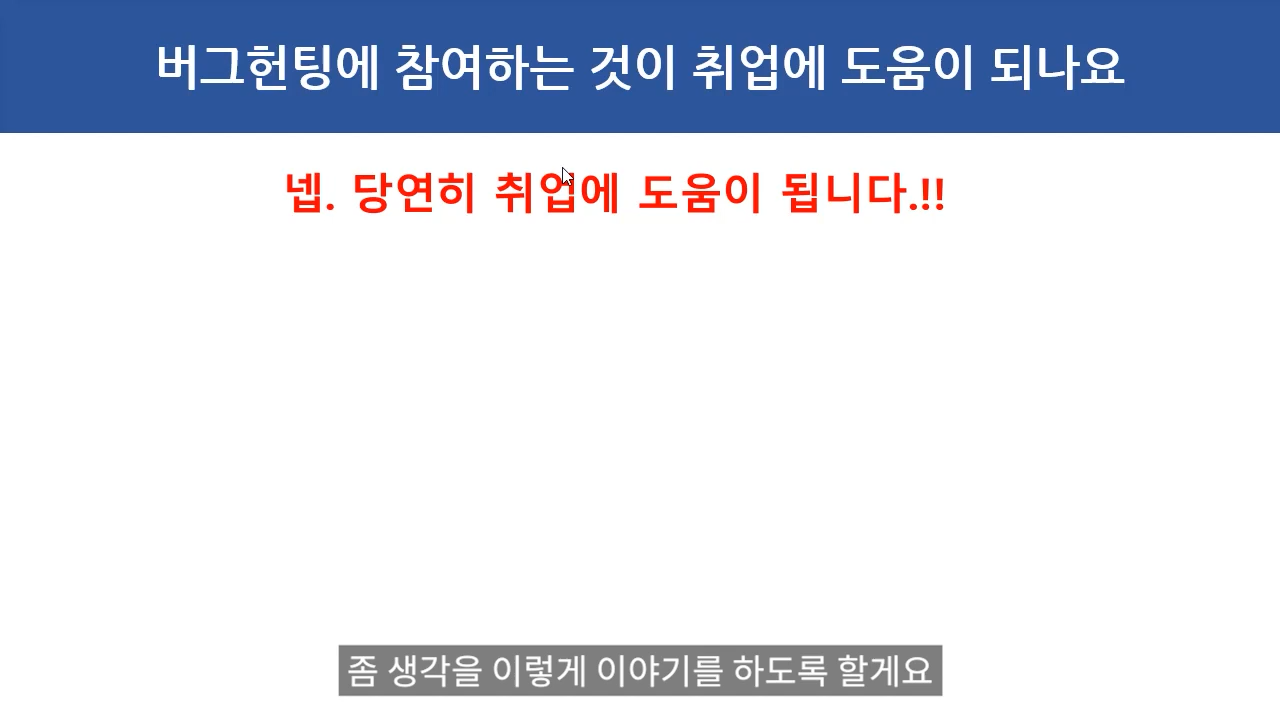 버그헌팅에 참여하는 것이 취업에 도움이 되나요
넵. 당연히 취업에 도움이 됩니다.!!
좀 생각을 이렇게 이야기를 하도록 할게요